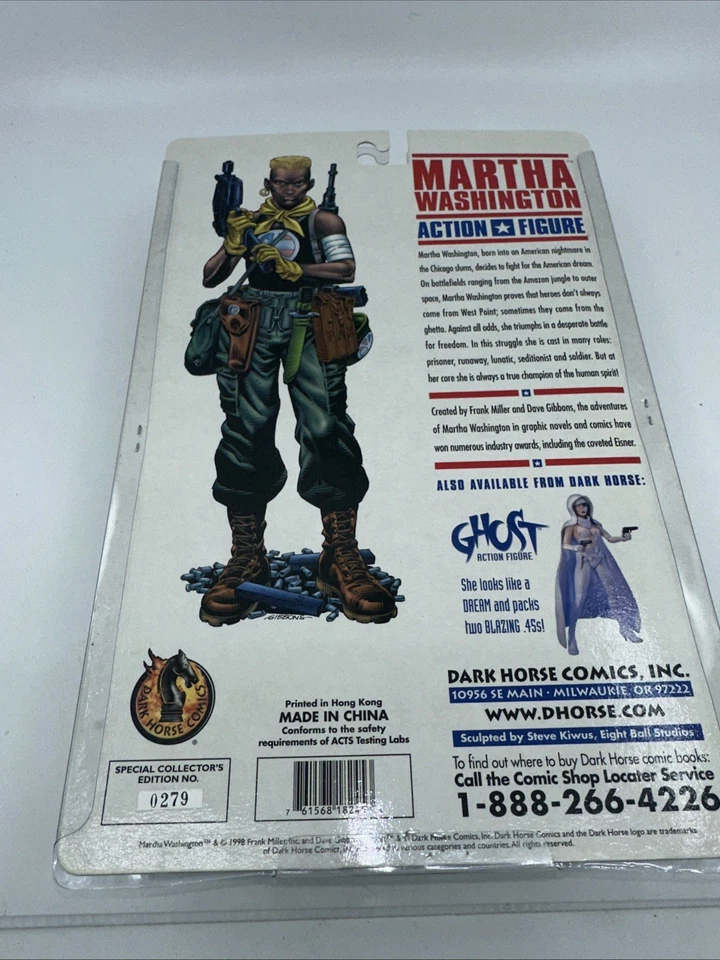 MARTHA
WASHINGTON™
ACTION FIGURE
Martha Washington, born into an American nightmare in
the Chicago slums, decides to fight for the American dream.
On battlefields ranging from the Amazon jungle to outer
space, Martha Washington proves that heroes don't always
come from West Point; sometimes they come from the
ghetto. Against all odds, she triumphs in a desperate battle
for freedom. In this struggle she is cast in many roles:
prisoner, runaway, lunatic, seditionist and soldier. But at
her core she is always a true champion of the human spirit!
Created by Frank Miller and Dave Gibbons, the adventures
of Martha Washington in graphic novels and comics have
won numerous industry awards, including the coveted Eisner.
ALSO AVAILABLE FROM DARK HORSE:
GHOST
ACTION FIGURE
She looks like a
DREAM and packs
two BLAZING .45s!
GIBBONS
DARK HORSE COMICS
®
DARK HORSE COMICS, INC.
10956 SE MAIN · MILWAUKIE, OR 97222
WWW.DHORSE.COM
Sculpted by Steve Kiwus, Eight Ball Studios
To find out where to buy Dark Horse comic books:
Call the Comic Shop Locater Service
1-888-266-4226
Printed in Hong Kong
MADE IN CHINA
Conforms to the safety
requirements of ACTS Testing Labs
SPECIAL COLLECTOR'S
EDITION NO.
0279
7 61568 182
Martha Washington™ & © 1998 Frank Miller, Inc. and Dave & Dark Horse Comics, Inc. Dark Horse Comics and the Dark Horse logo are trademarks
of Dark Horse Comics, various categories and countries. All rights reserved.